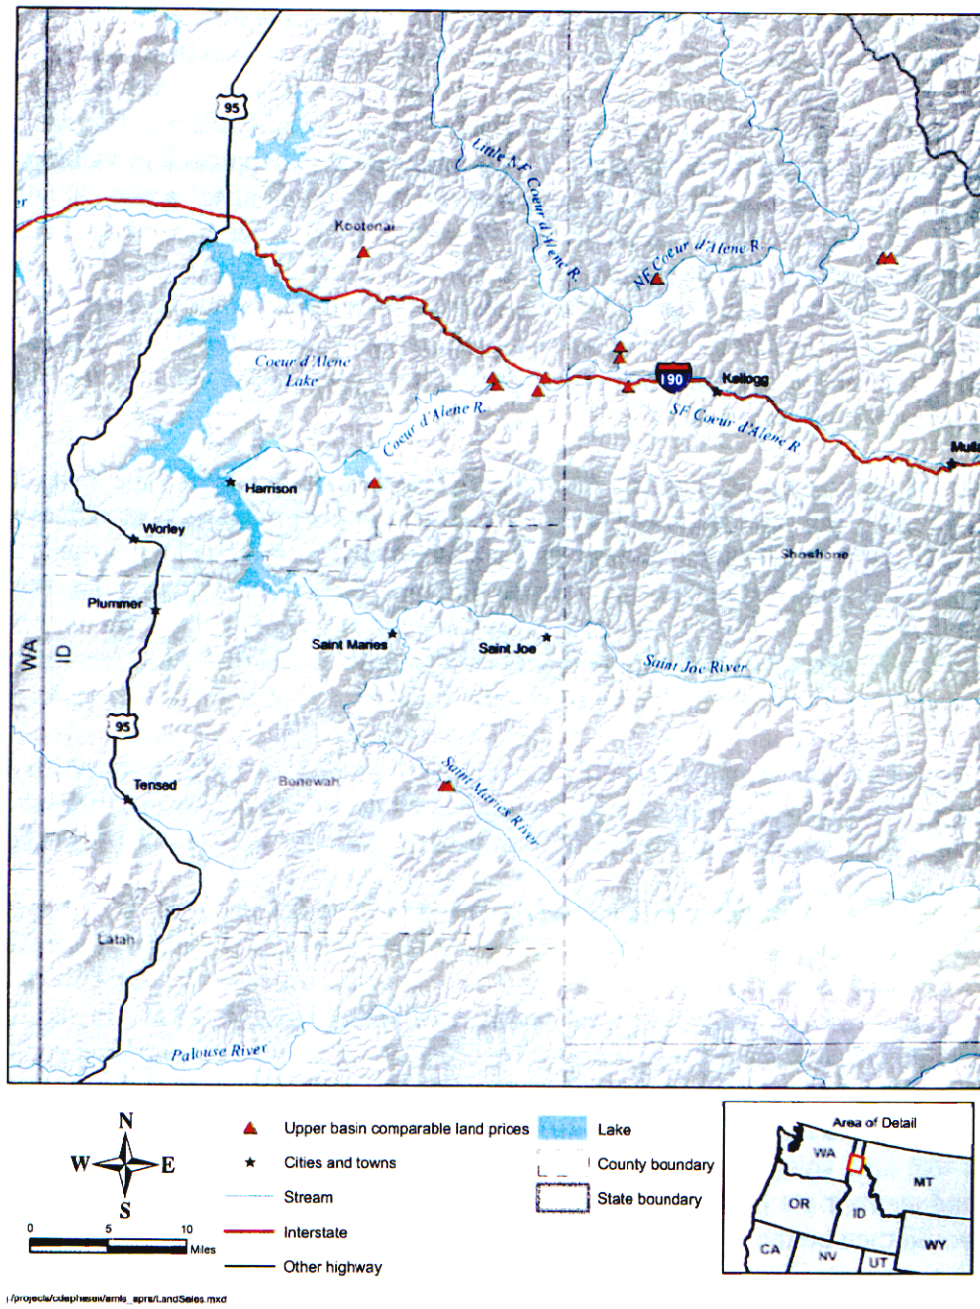 95
Little N.F. Coeur d'Alene R.
Kootenai
NF Coeur d'Alene R.
Coeur d'Alene
Lake
190
Kellogg
Coeur d'Alene R.
SF Coeur d'Alene R
Harrison
Worley
Shoshone
Plummer
Saint Maries
Saint Joe
WA
ID
Saint Joe River
95
Saint Maries River
Tensed
Benewah
Latah
Palouse River
N
W
E
S
0
5
10
Miles
Upper basin comparable land prices
Cities and towns
Stream
Interstate
Other highway
Lake
County boundary
State boundary
Area of Detail
WA
MT
OR
ID
WY
CA
NV
UT